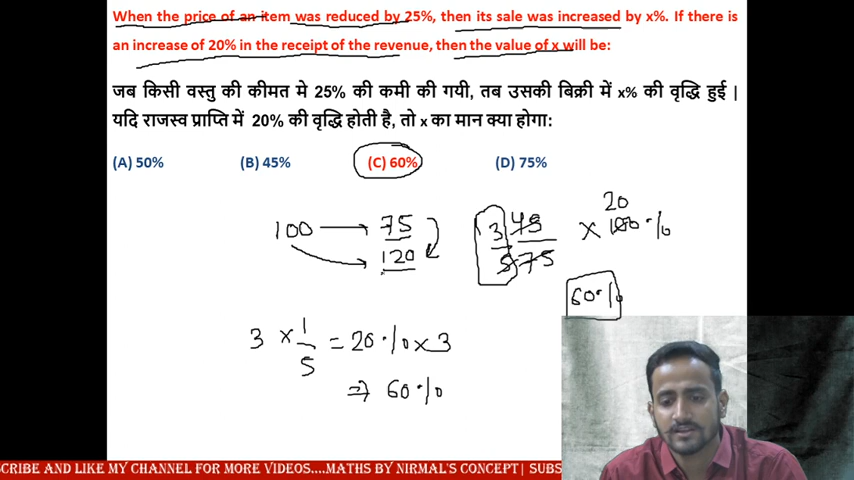 When the price of an item was reduced by 25%, then its sale was increased by x%. If there is
an increase of 20% in the receipt of the revenue, then the value of x will be:
जब किसी वस्तु की कीमत मे 25% की कमी की गयी, तब उसकी बिक्री में x% की वृद्धि हुई |
यदि राजस्व प्राप्ति में 20% की वृद्धि होती है, तो x का मान क्या होगा:
(A) 50% (B) 45% (C) 60% (D) 75%
20
100 → 75 3 45 × 100%
120 5 75
60%
3 × 1/5 = 20% × 3
⇒ 60%
SCRIBE AND LIKE MY CHANNEL FOR MORE VIDEOS....MATHS BY NIRMAL'S CONCEPT| SUBS